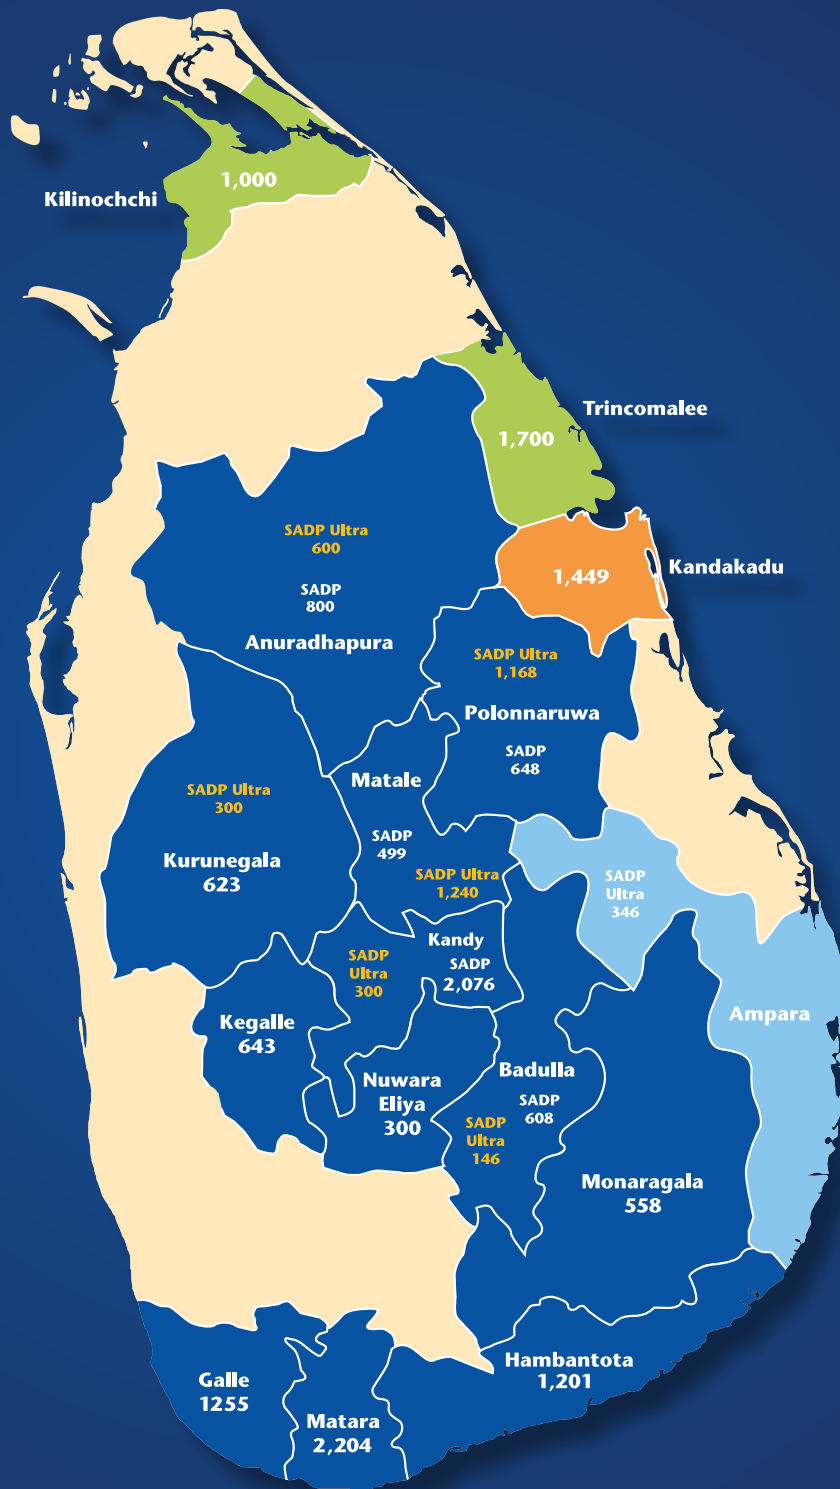 1,000
Kilinochchi
Trincomalee
1,700
SADP Ultra
600
SADP
800
Anuradhapura
Kandakadu
1,449
SADP Ultra
1,168
Polonnaruwa
SADP
648
Matale
SADP
499
SADP Ultra
1,240
SADP Ultra
300
Kurunegala
623
SADP
Ultra
346
Ampara
Kandy
SADP
2,076
SADP
Ultra
300
Kegalle
643
Nuwara
Eliya
300
Badulla
SADP
608
SADP
Ultra
146
Monaragala
558
Hambantota
1,201
Galle
1255
Matara
2,204